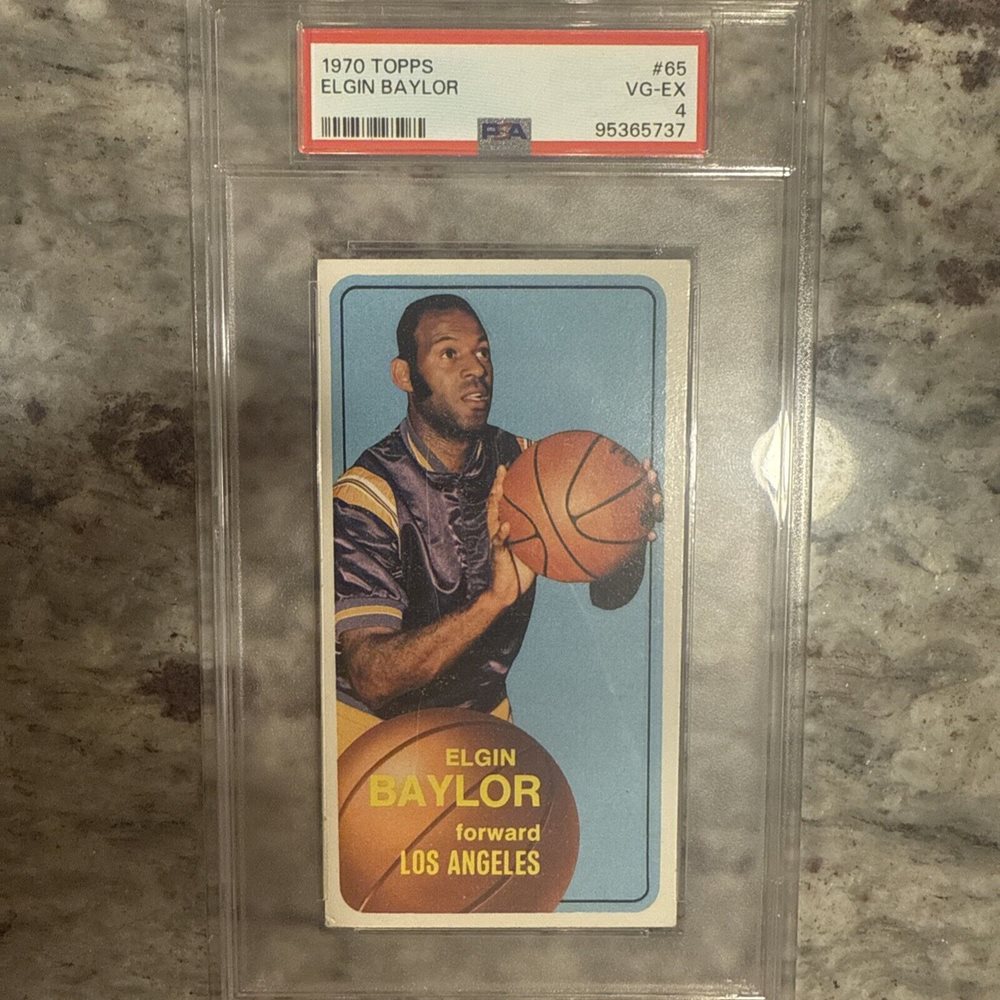 1970 TOPPS #65
ELGIN BAYLOR VG-EX
4
PSA 95365737
ELGIN
BAYLOR
forward
LOS ANGELES